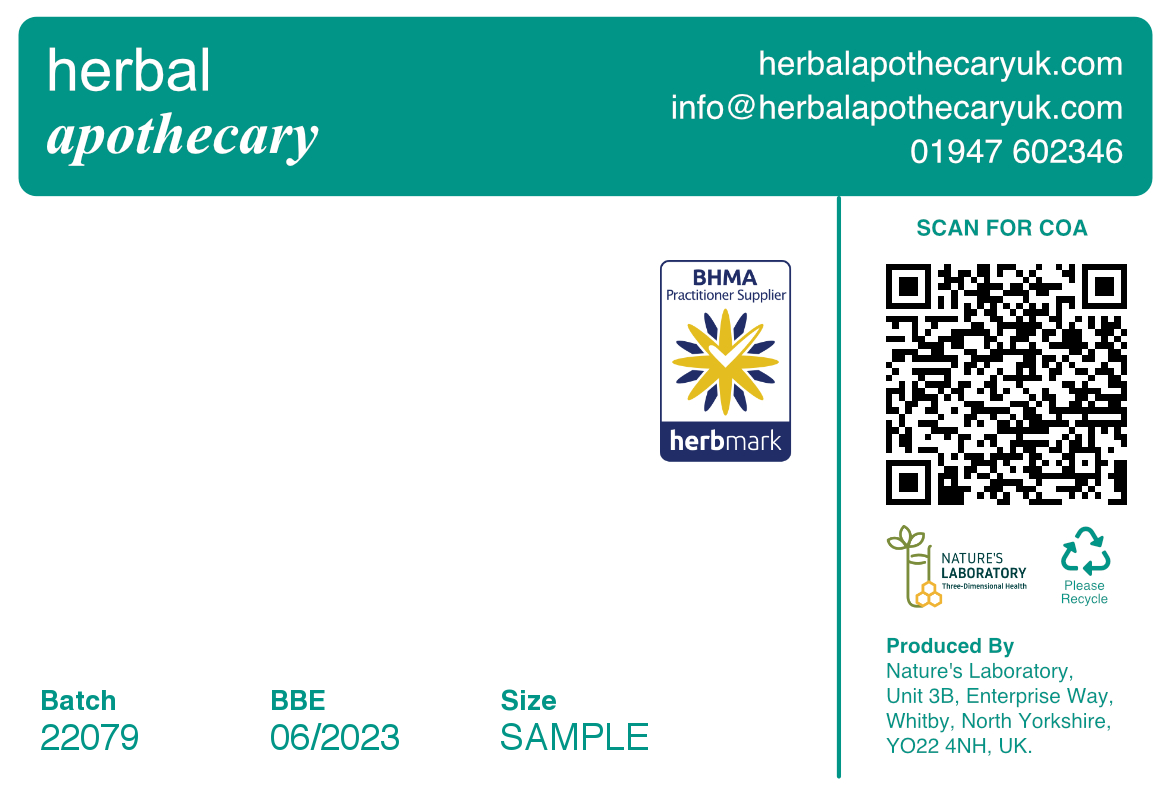 herbal
apothecary
herbalapothecaryuk.com
info@herbalapothecaryuk.com
01947 602346
BHMA
Practitioner Supplier
herbmark
Batch
22079
BBE
06/2023
Size
SAMPLE
SCAN FOR COA
NATURE'S
LABORATORY
Three-Dimensional Health
Please
Recycle
Produced By
Nature's Laboratory,
Unit 3B, Enterprise Way,
Whitby, North Yorkshire,
YO22 4NH, UK.